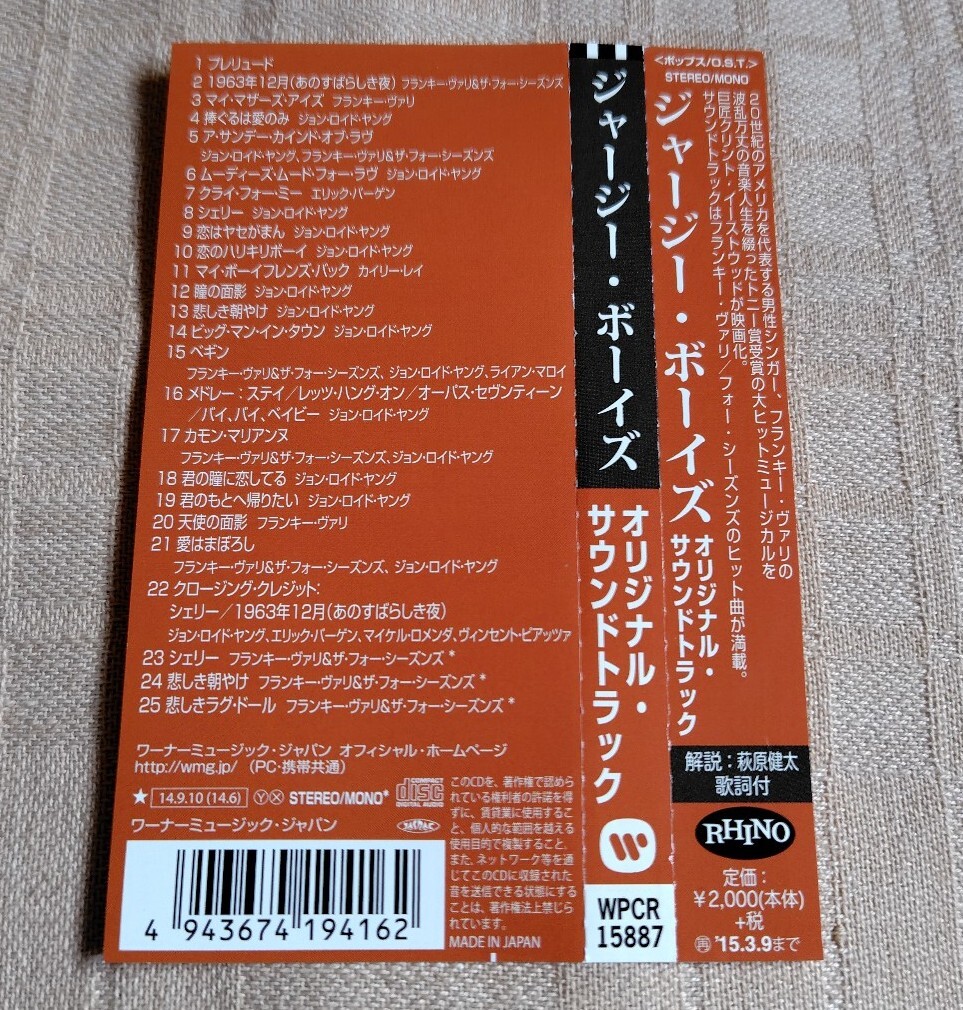 1 プレリュード
2 1963年12月(あのすばらしき夜) フランキー・ヴァリ&ザ・フォー・シーズンズ
3 マイ・マザーズ・アイズ フランキー・ヴァリ
4 捧ぐるは愛のみ ジョン・ロイド・ヤング
5 ア・サンデー・カインド・オブ・ラヴ
ジョン・ロイド・ヤング、フランキー・ヴァリ&ザ・フォー・シーズンズ
6 ムーディーズ・ムード・フォー・ラヴ ジョン・ロイド・ヤング
7 クライ・フォー・ミー エリック・バーゲン
8 シェリー ジョン・ロイド・ヤング
9 恋はヤセがまん ジョン・ロイド・ヤング
10 恋のハリキリボーイ ジョン・ロイド・ヤング
11 マイ・ボーイフレンズ・バック カイリー・レイ
12 瞳の面影 ジョン・ロイド・ヤング
13 悲しき朝やけ ジョン・ロイド・ヤング
14 ビッグ・マン・イン・タウン ジョン・ロイド・ヤング
15 ベギン
フランキー・ヴァリ&ザ・フォー・シーズンズ、ジョン・ロイド・ヤング、ライアン・マロイ
16 メドレー:ステイ/レッツ・ハング・オン/オーパス・セヴンティーン
/バイ、バイ、ベイビー ジョン・ロイド・ヤング
17 カモン・マリアンヌ
フランキー・ヴァリ&ザ・フォー・シーズンズ、ジョン・ロイド・ヤング
18 君の瞳に恋してる ジョン・ロイド・ヤング
19 君のもとへ帰りたい ジョン・ロイド・ヤング
20 天使の面影 フランキー・ヴァリ
21 愛はまぼろし
フランキー・ヴァリ&ザ・フォー・シーズンズ、ジョン・ロイド・ヤング
22 クロージング・クレジット:
シェリー/1963年12月(あのすばらしき夜)
ジョン・ロイド・ヤング、エリック・バーゲン、マイケル・ロメンダ、ヴィンセント・ピアッツァ
23 シェリー フランキー・ヴァリ&ザ・フォー・シーズンズ*
24 悲しき朝やけ フランキー・ヴァリ&ザ・フォー・シーズンズ*
25 悲しきラグ・ドール フランキー・ヴァリ&ザ・フォー・シーズンズ*
ワーナーミュージック・ジャパン オフィシャル・ホームページ
http://wmg.jp/ (PC・携帯共通)
★ 14.9.10(14.6) Ⓨ Ⓧ STEREO/MONO*
ワーナーミュージック・ジャパン
COMPACT
disc
DIGITAL AUDIO
JASRAC
このCDを、著作権で認めら
れている権利者の許諾を得
ずに、賃貸業に使用するこ
と、個人的な範囲を越える
使用目的で複製すること、
また、ネットワーク等を通
じてこのCDに収録された
音を送信できる状態にする
ことは、著作権法上禁じら
れています。
MADE IN JAPAN
4 943674 194162
ジャージー・ボーイズ
オリジナル・
サウンドトラック
WPCR
15887
<ポップス/O.S.T.>
STEREO/MONO
20世紀のアメリカを代表する男性シンガー、フランキー・ヴァリの
波乱万丈の音楽人生を綴ったトニー賞受賞の大ヒットミュージカルを
巨匠クリント・イーストウッドが映画化。
サウンドトラックはフランキー・ヴァリ/フォー・シーズンズのヒット曲が満載。
ジャージー・ボーイズ
オリジナル・
サウンドトラック
解説:萩原健太
歌詞付
RHINO
定価:
¥2,000(本体)
+税
再 '15.3.9まで